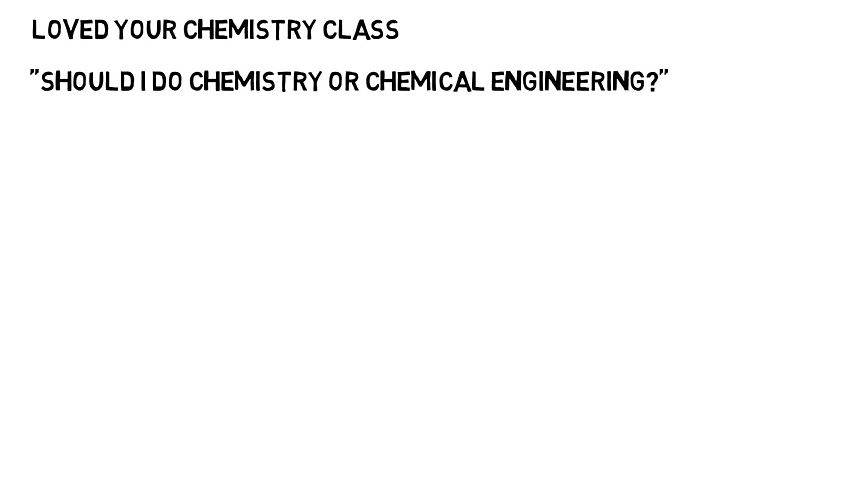 LOVED YOUR CHEMISTRY CLASS
"SHOULD I DO CHEMISTRY OR CHEMICAL ENGINEERING?"